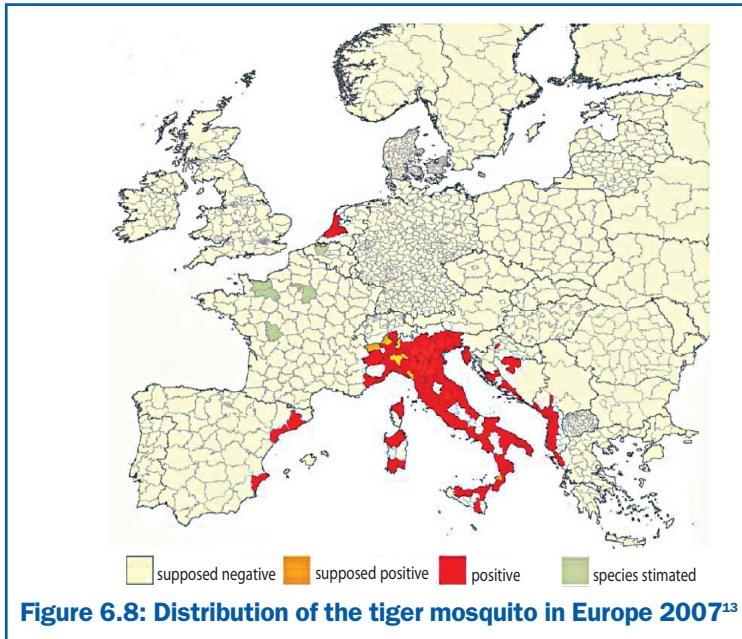 supposed negative supposed positive positive species stimated
Figure 6.8: Distribution of the tiger mosquito in Europe 2007¹³